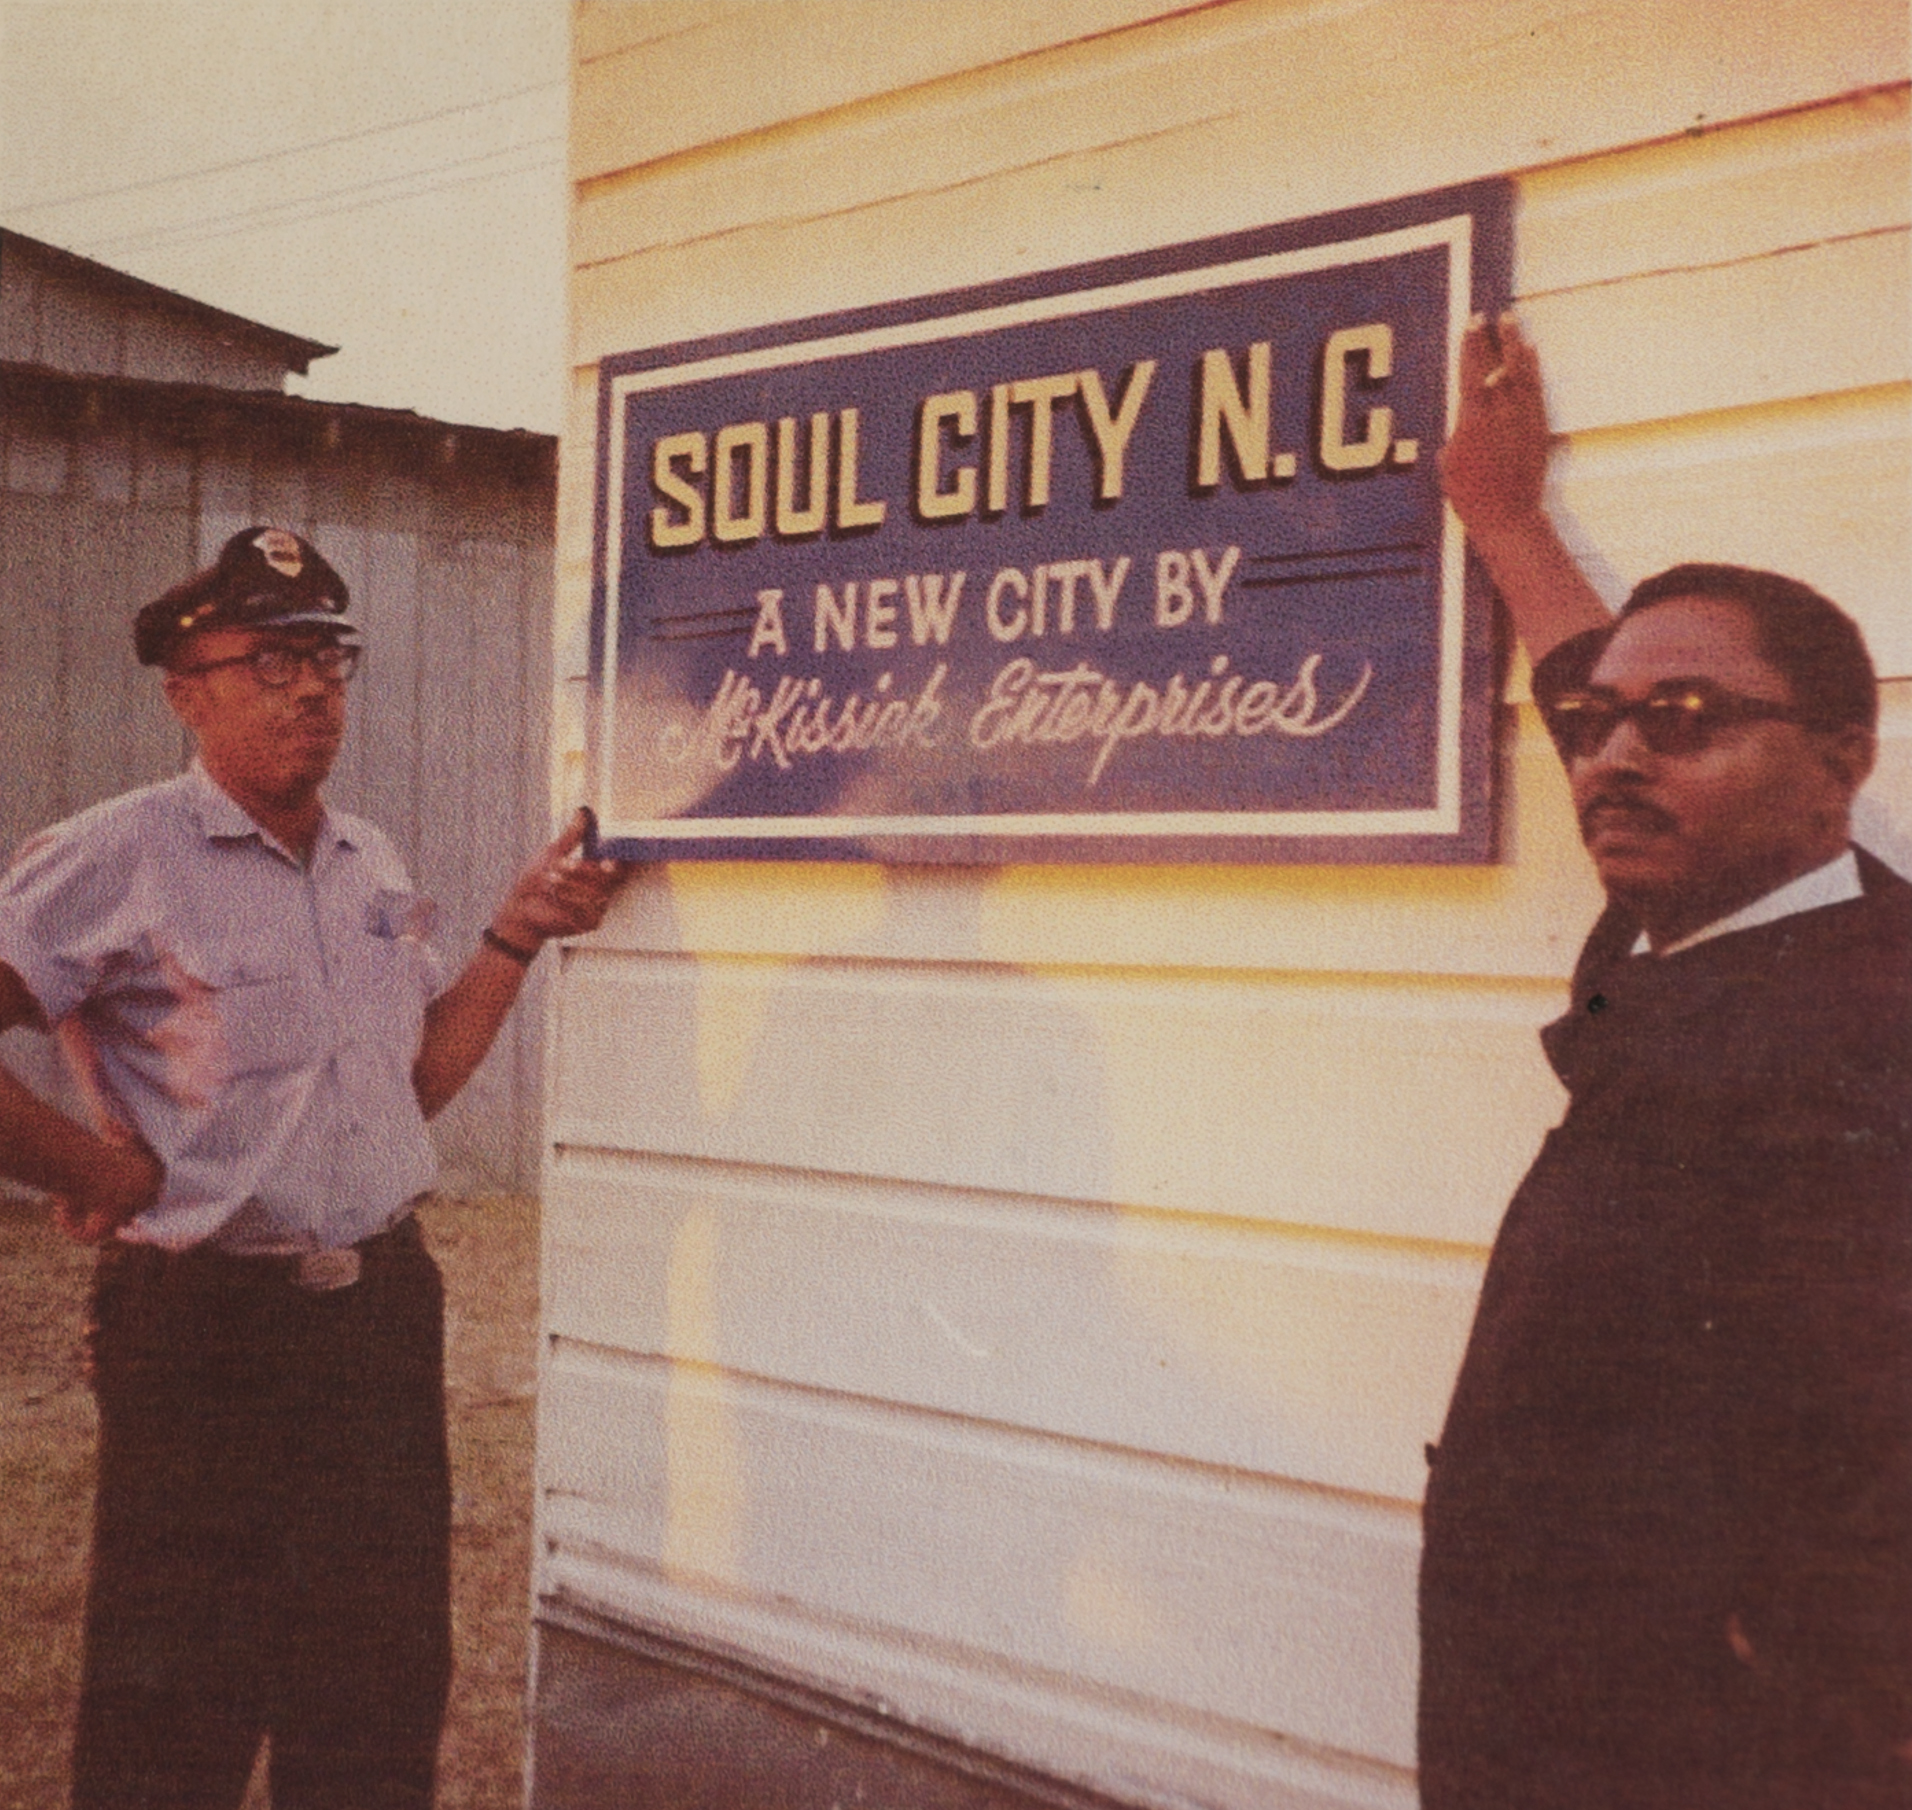 SOUL CITY N.C.
A NEW CITY BY
McKissick Enterprises